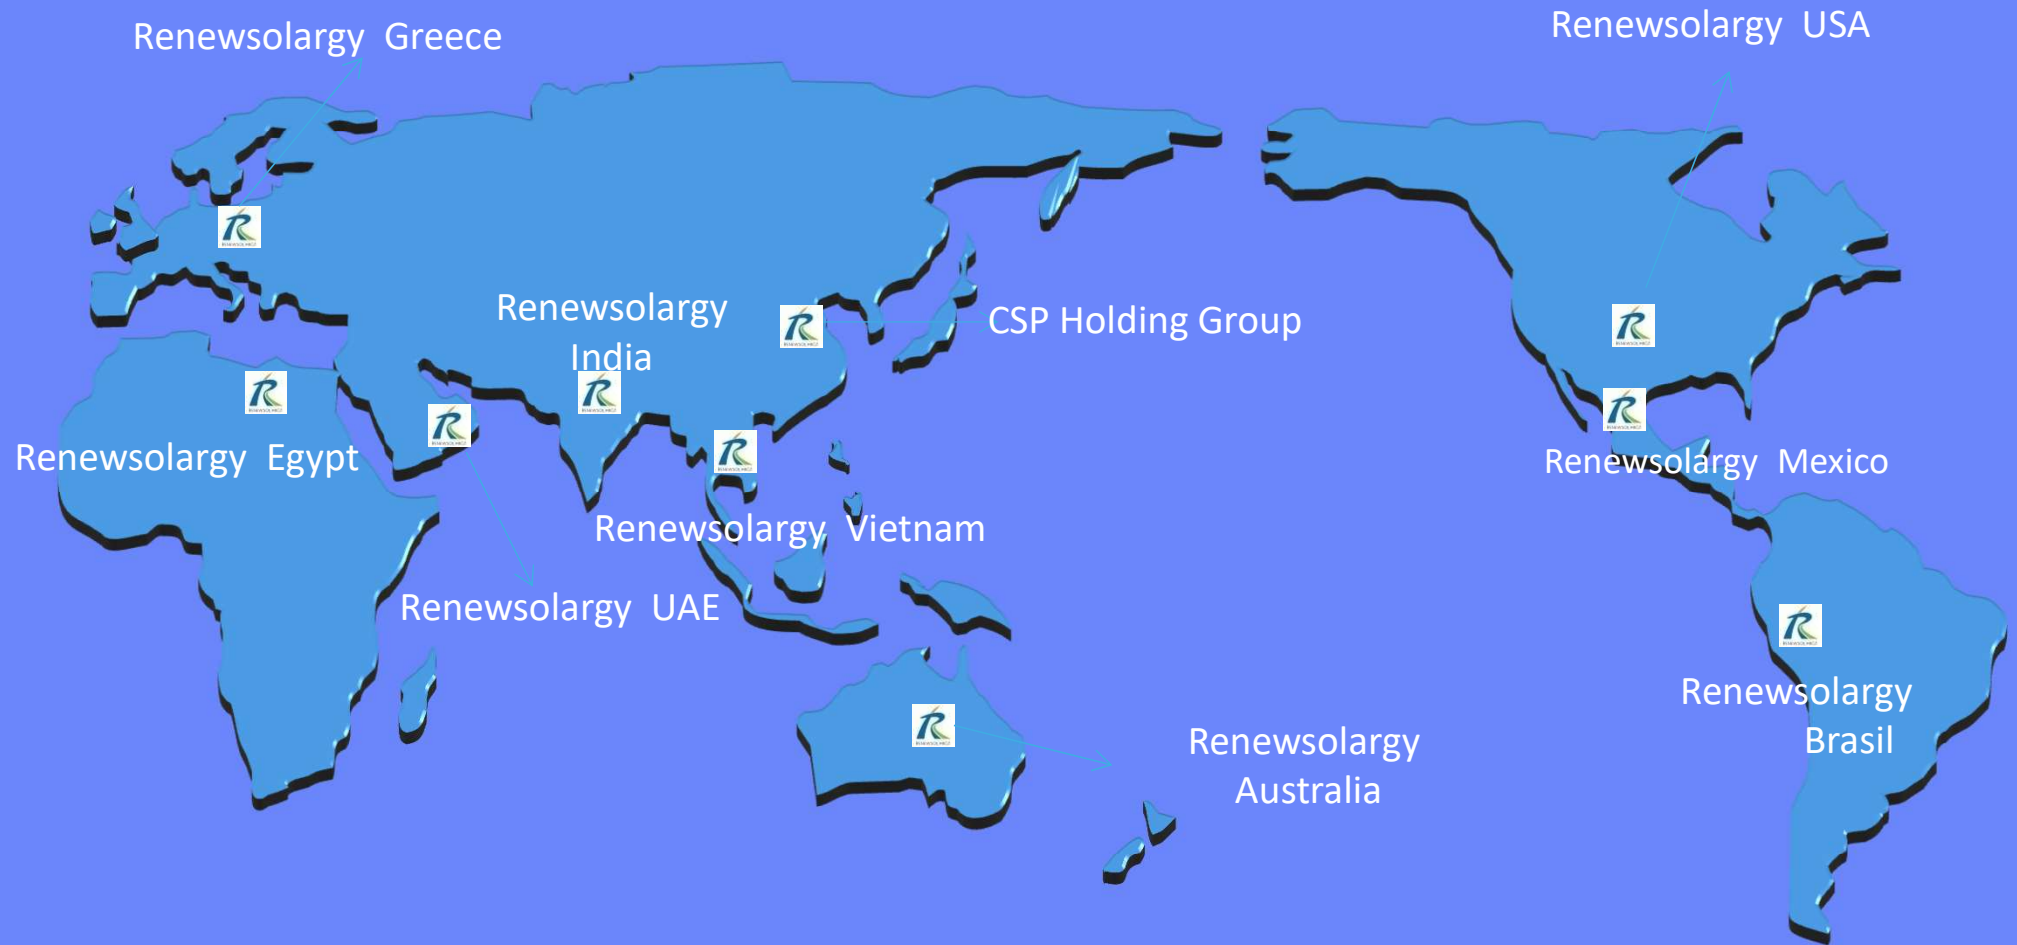 Renewsolargy Greece
Renewsolargy USA
Renewsolargy
India
CSP Holding Group
Renewsolargy Egypt
Renewsolargy Mexico
Renewsolargy Vietnam
Renewsolargy UAE
Renewsolargy
Brasil
Renewsolargy
Australia